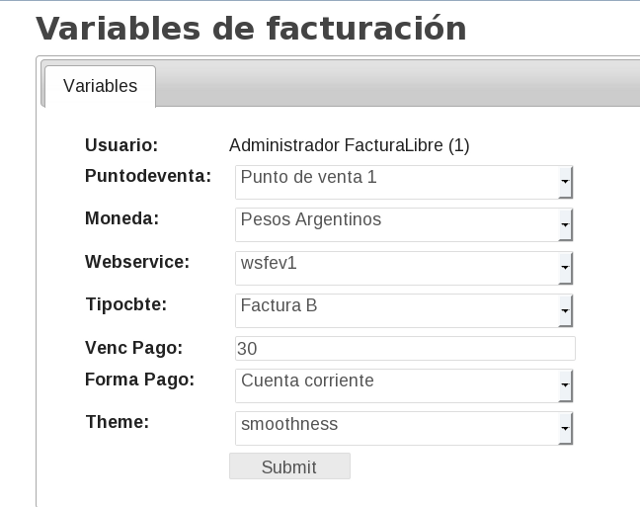 Variables de facturación
Variables
Usuario: Administrador FacturaLibre (1)
Puntodeventa: Punto de venta 1
Moneda: Pesos Argentinos
Webservice: wsfev1
Tipocbte: Factura B
Venc Pago: 30
Forma Pago: Cuenta corriente
Theme: smoothness
Submit